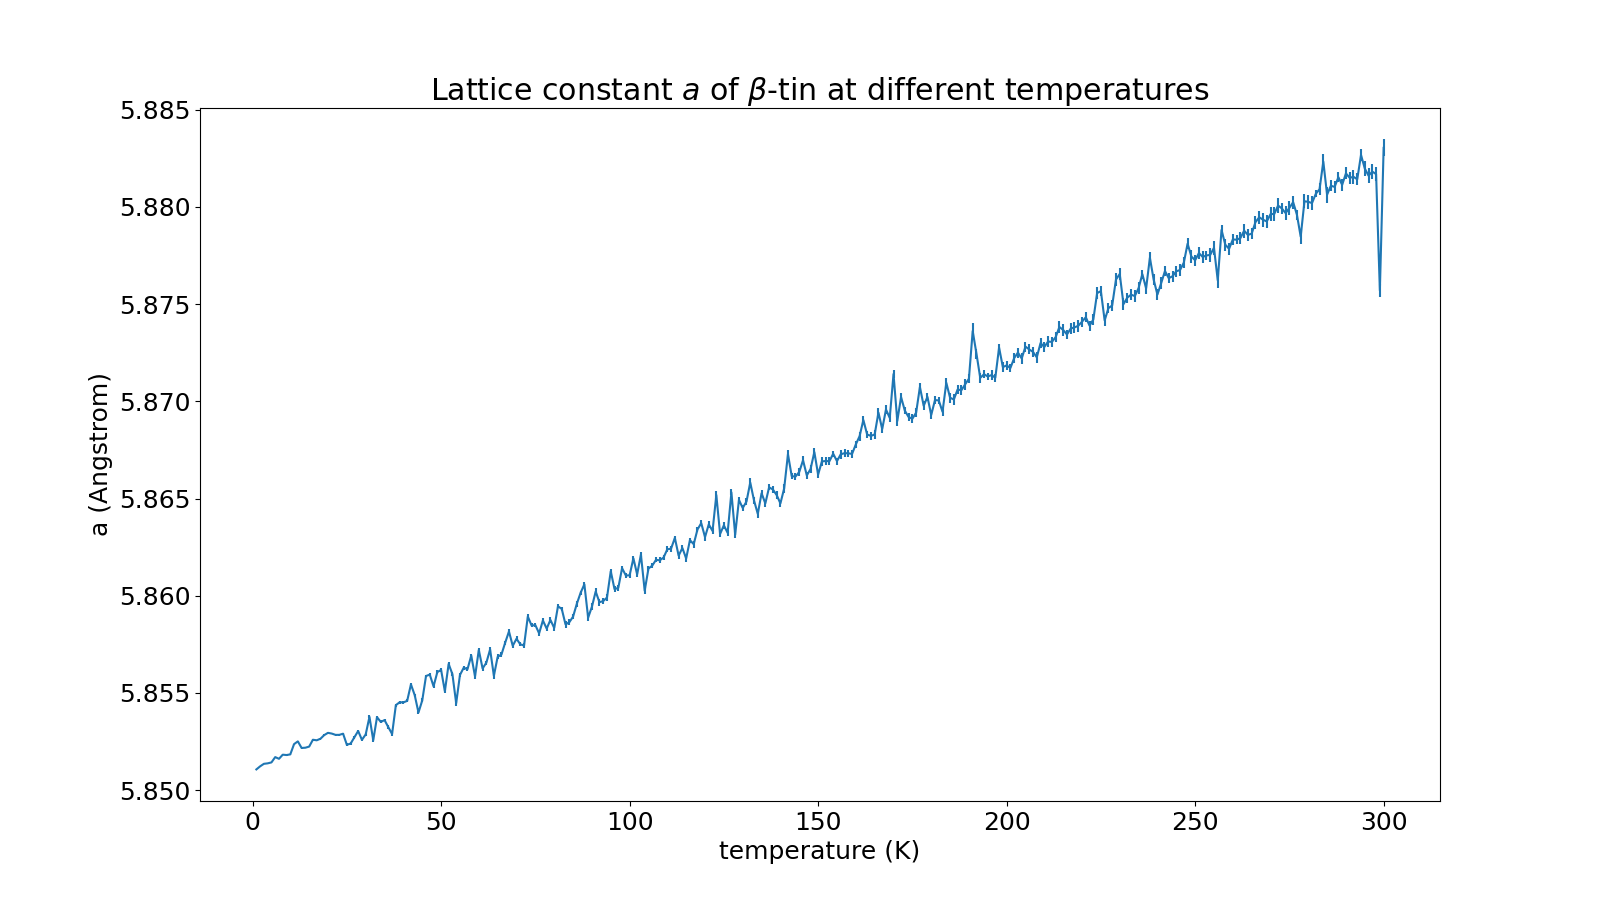 Lattice constant a of β-tin at different temperatures
5.885
5.880
5.875
5.870
5.865
5.860
5.855
5.850
a (Angstrom)
0 50 100 150 200 250 300
temperature (K)